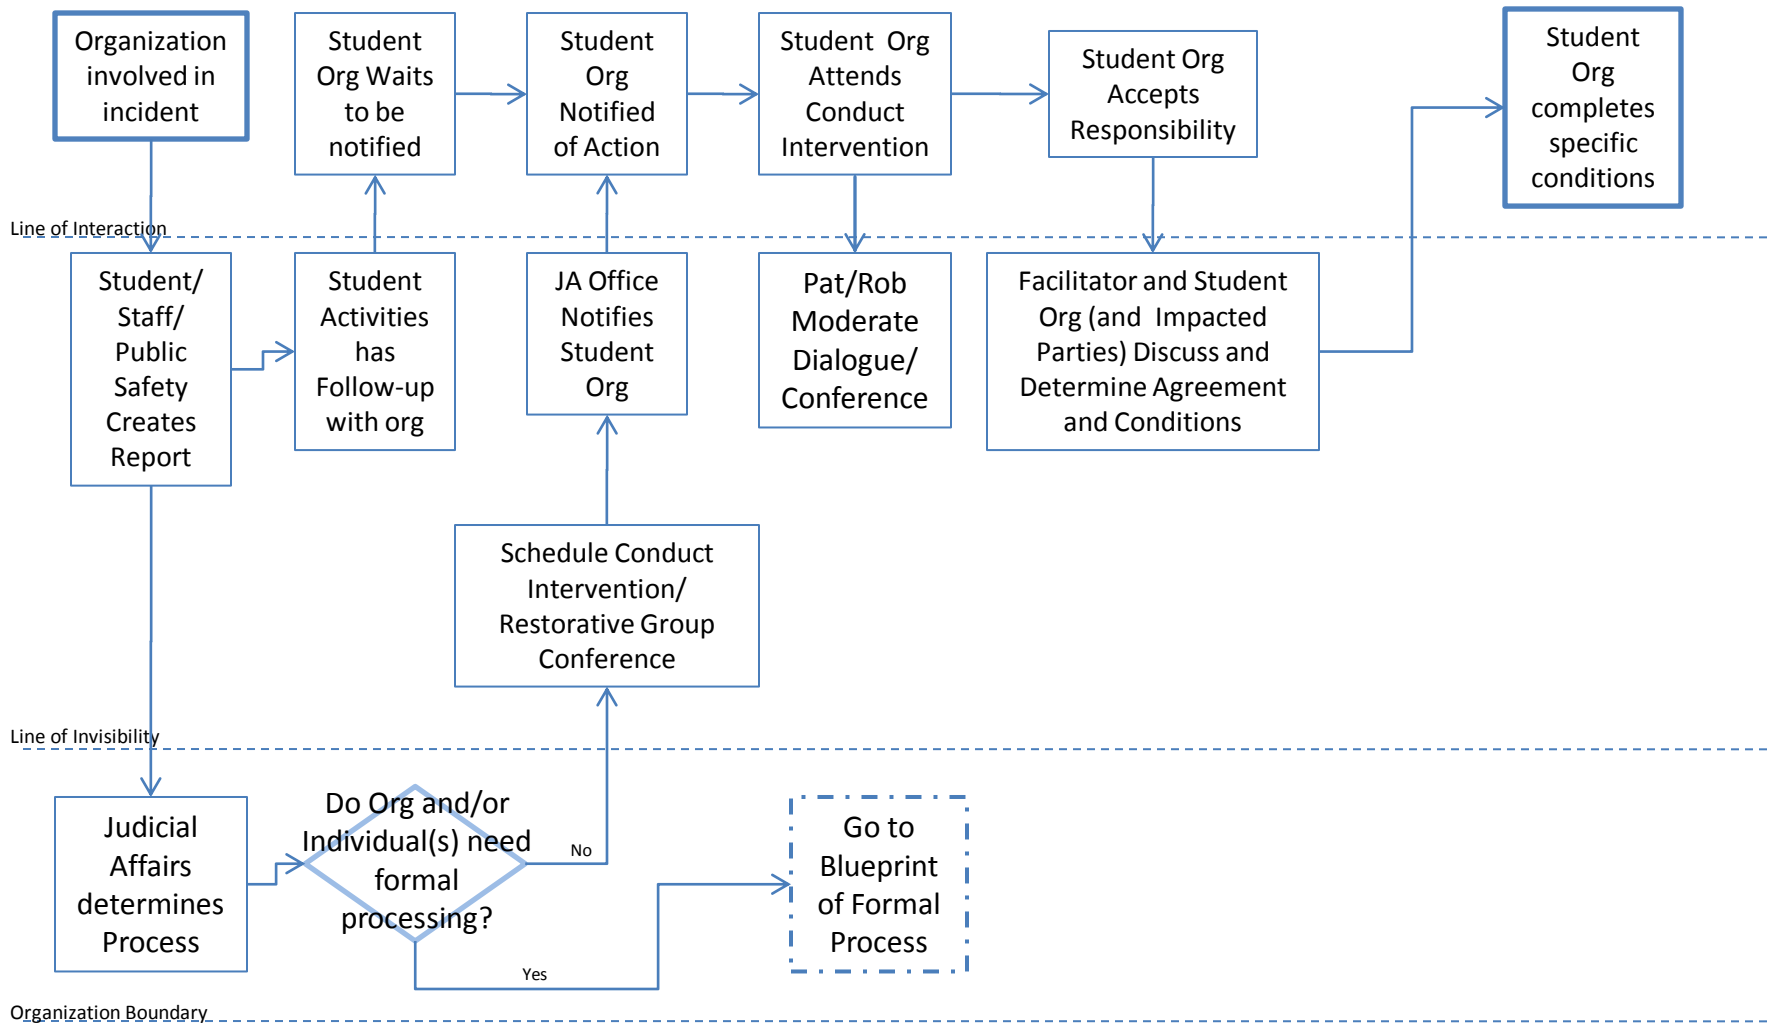 Organization
involved in
incident
Student
Org Waits
to be
notified
Student
Org
Notified
of Action
Student Org
Attends
Conduct
Intervention
Student Org
Accepts
Responsibility
Student
Org
completes
specific
conditions
Line of Interaction
Student/
Staff/
Public
Safety
Creates
Report
Student
Activities
has
Follow-up
with org
JA Office
Notifies
Student
Org
Pat/Rob
Moderate
Dialogue/
Conference
Facilitator and Student
Org (and Impacted
Parties) Discuss and
Determine Agreement
and Conditions
Schedule Conduct
Intervention/
Restorative Group
Conference
Line of Invisibility
Judicial
Affairs
determines
Process
Do Org and/or
Individual(s) need
formal
processing?
No
Yes
Go to
Blueprint
of Formal
Process
Organization Boundary